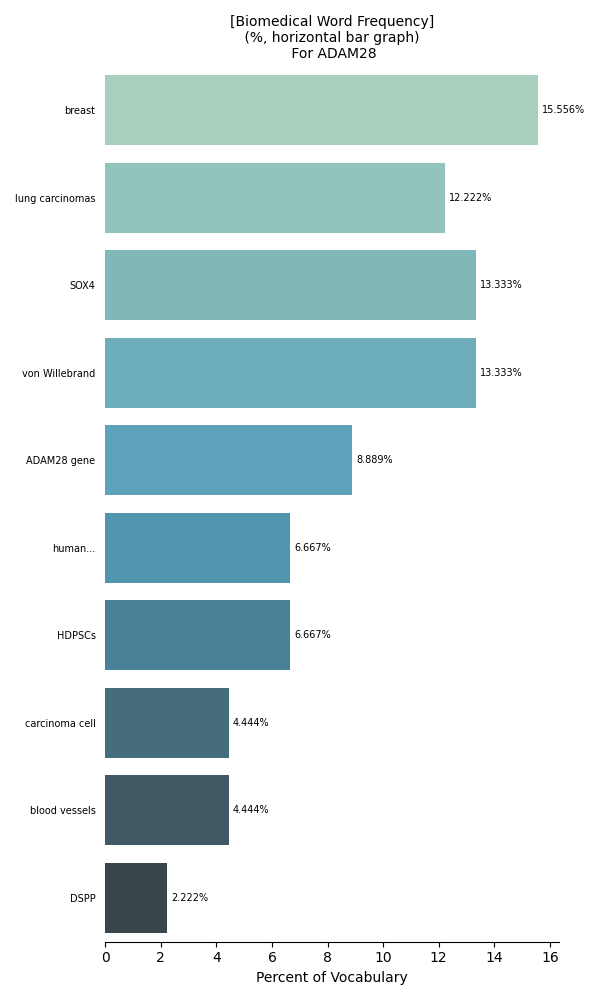 [Biomedical Word Frequency]
(%, horizontal bar graph)
For ADAM28
breast 15.556%
lung carcinomas 12.222%
SOX4 13.333%
von Willebrand 13.333%
ADAM28 gene 8.889%
human... 6.667%
HDPSCs 6.667%
carcinoma cell 4.444%
blood vessels 4.444%
DSPP 2.222%
0 2 4 6 8 10 12 14 16
Percent of Vocabulary